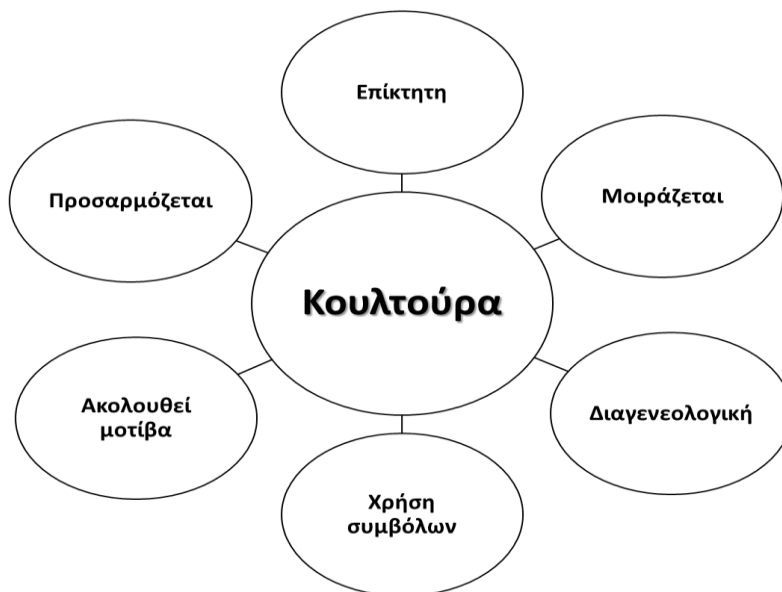 Επίκτητη
Μοιράζεται
Διαγενεολογική
Χρήση
συμβόλων
Ακολουθεί
μοτίβα
Προσαρμόζεται
Κουλτούρα